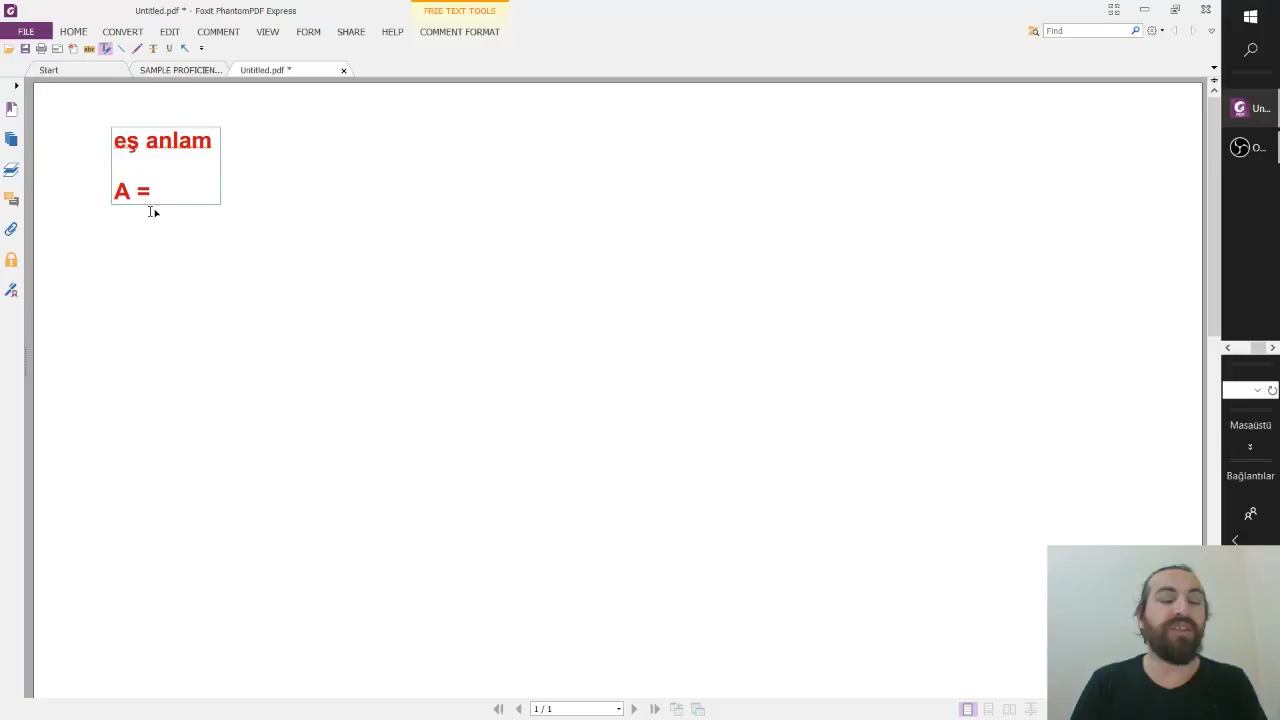 Untitled.pdf * - Foxit PhantomPDF Express
FREE TEXT TOOLS
FILE HOME CONVERT EDIT COMMENT VIEW FORM SHARE HELP COMMENT FORMAT
Find
Start SAMPLE PROFICIEN... Untitled.pdf *
Un...
O...
eş anlam
A =
Masaüstü
Bağlantılar
1 / 1